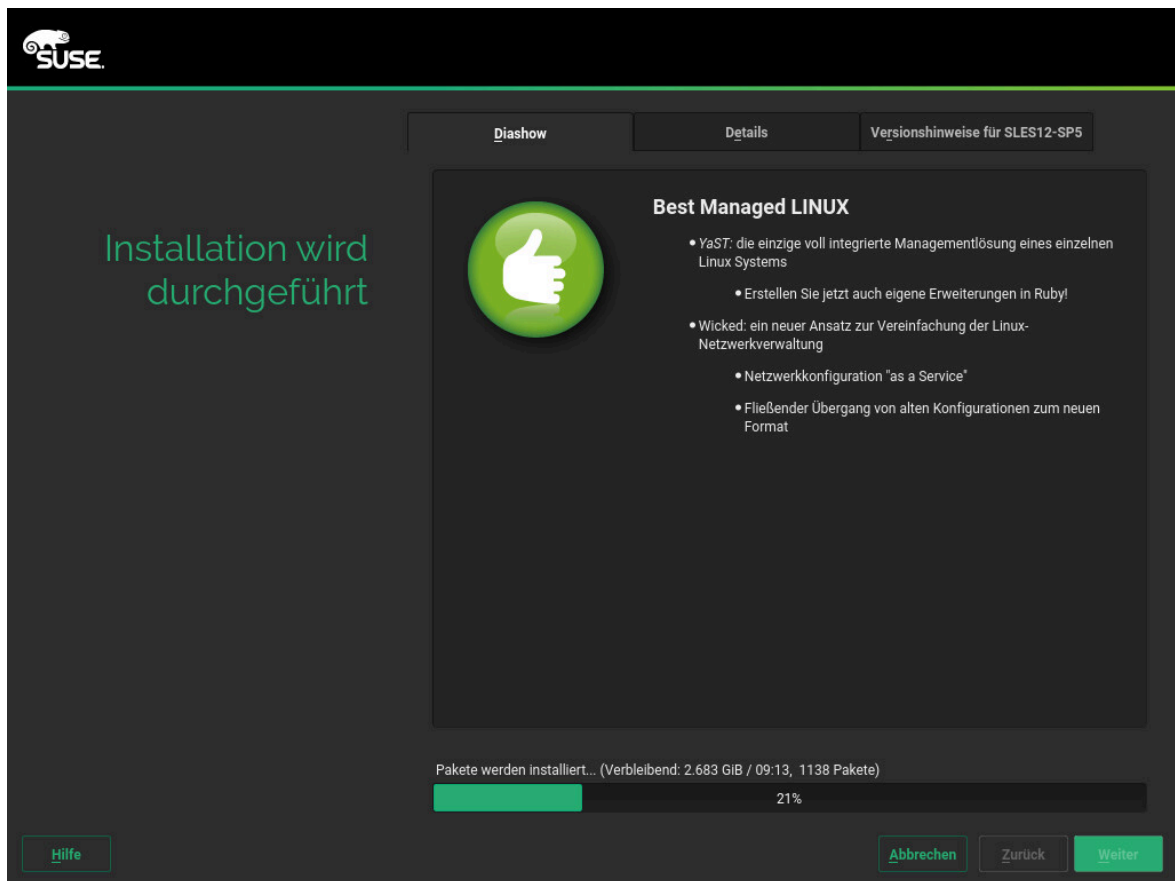 SUSE.
Diashow
Details
Versionshinweise für SLES12-SP5
Installation wird
durchgeführt
Best Managed LINUX
• YaST: die einzige voll integrierte Managementlösung eines einzelnen
Linux Systems
• Erstellen Sie jetzt auch eigene Erweiterungen in Ruby!
• Wicked: ein neuer Ansatz zur Vereinfachung der Linux-
Netzwerkverwaltung
• Netzwerkkonfiguration "as a Service"
• Fließender Übergang von alten Konfigurationen zum neuen
Format
Pakete werden installiert... (Verbleibend: 2.683 GiB / 09:13, 1138 Pakete)
21%
Hilfe
Abbrechen
Zurück
Weiter